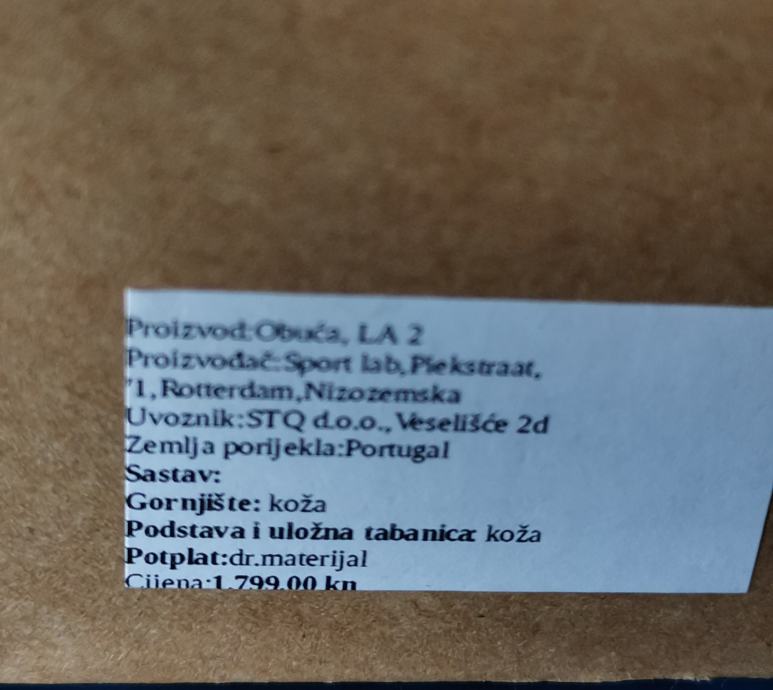 Proizvod:Obuća, LA 2
Proizvođač:Sport lab,Piekstraat,
'1,Rotterdam,Nizozemska
Uvoznik:STQ d.o.o., Veselišće 2d
Zemlja porijekla:Portugal
Sastav:
Gornjište: koža
Podstava i uložna tabanica: koža
Potplat:dr.materijal
Cijena:1.799.00 kn